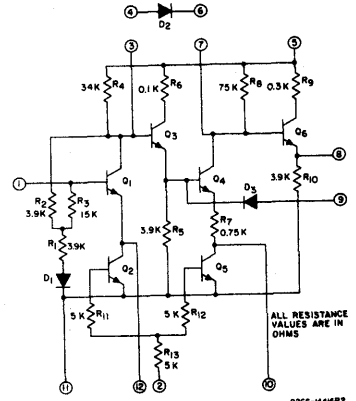 4 6
D2
3 7 5
34K R4
R6
0.1K
R8
75K
R9
0.3K
Q3
Q6
1
Q1
Q4
8
R2
3.9K
R3
15K
D3
R10
3.9K
9
R1 3.9K
3.9K R5
R7
0.75K
D1
Q2
Q5
R11
5K
R12
5K
ALL RESISTANCE
VALUES ARE IN
OHMS
R13
5K
11 12 2 10